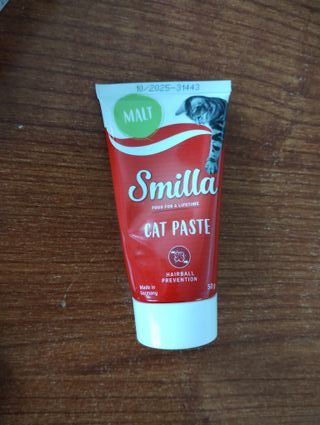 10/2025-31443
MALT
Smilla
FOOD FOR A LIFETIME
CAT PASTE
HAIRBALL
PREVENTION
Made in
Germany
50g